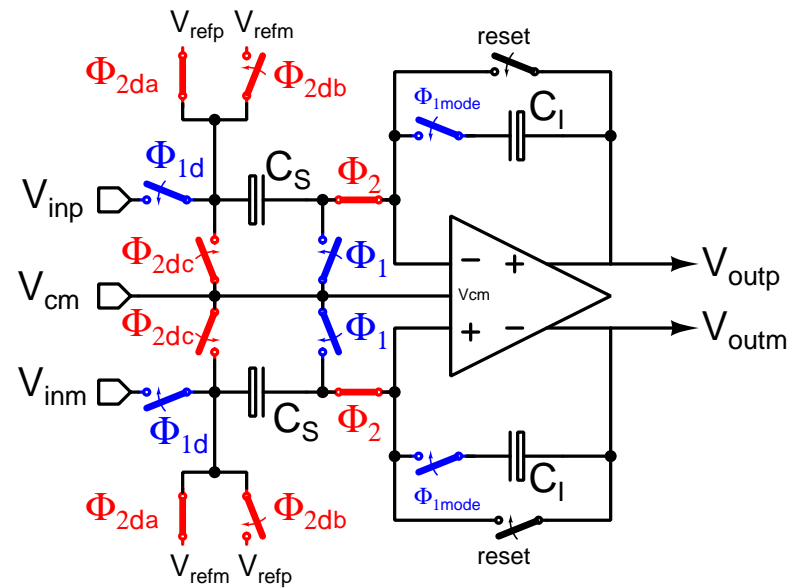 Vrefp Vrefm
reset
Φ2da Φ2db
Φ1mode CI
Φ1d CS Φ2
Vinp
Φ2dc Φ1
− +
Vcm Vcm Voutp
+ −
Φ2dc Φ1 Voutm
Vinm
Φ1d CS Φ2
Φ1mode CI
Φ2da Φ2db
reset
Vrefm Vrefp